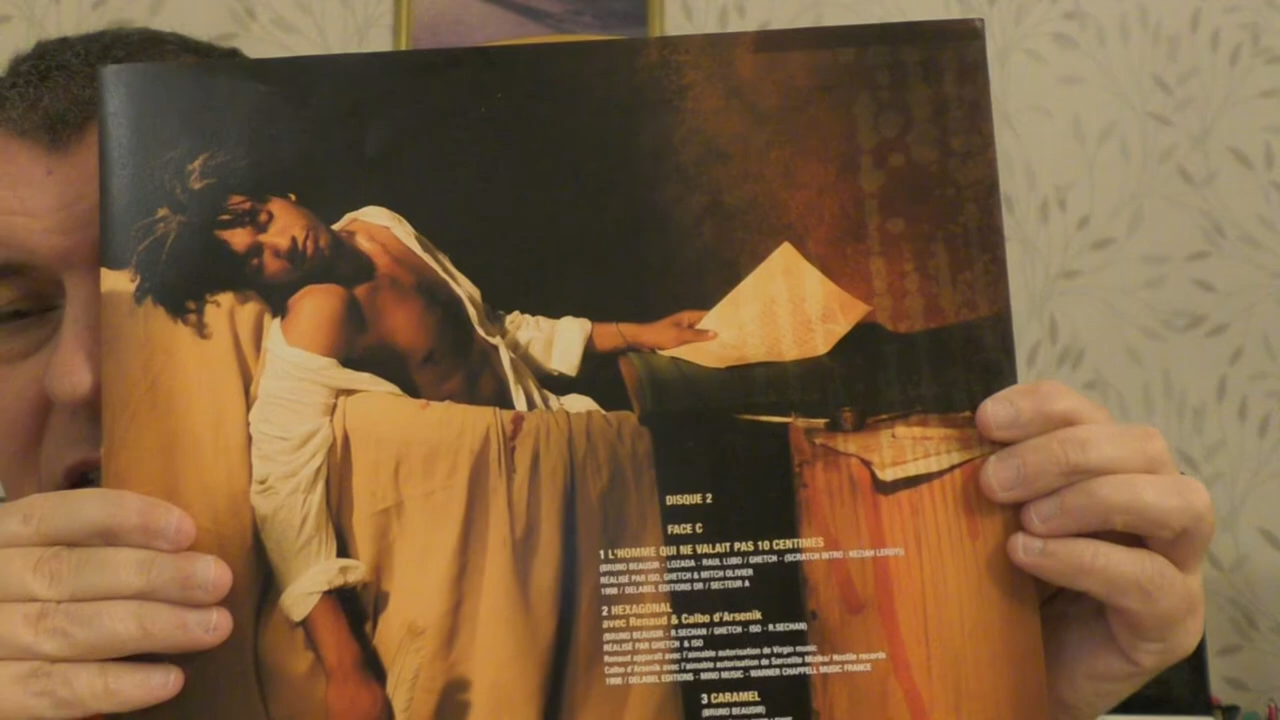 DISQUE 2
FACE C
1 L'HOMME QUI NE VALAIT PAS 10 CENTIMES
(BRUNO BEAUSIR - LOZADA - RAUL LUBO / GHETCH - (SCRATCH INTRO : KEZIAH LEROY))
RÉALISÉ PAR ISO, GHETCH & MITCH OLIVIER
1998 / DELABEL EDITIONS DR / SECTEUR A
2 HEXAGONAL
avec Renaud & Calbo d'Arsenik
(BRUNO BEAUSIR - R.SECHAN / GHETCH - ISO - R.SECHAN)
RÉALISÉ PAR GHETCH & ISO
Renaud apparaît avec l'aimable autorisation de Virgin music
Calbo d'Arsenik avec l'aimable autorisation de Sarcelite Miziko/ Hostile records
1998 / DELABEL EDITIONS - MINO MUSIC - WARNER CHAPPELL MUSIC FRANCE
3 CARAMEL
(BRUNO BEAUSIR)